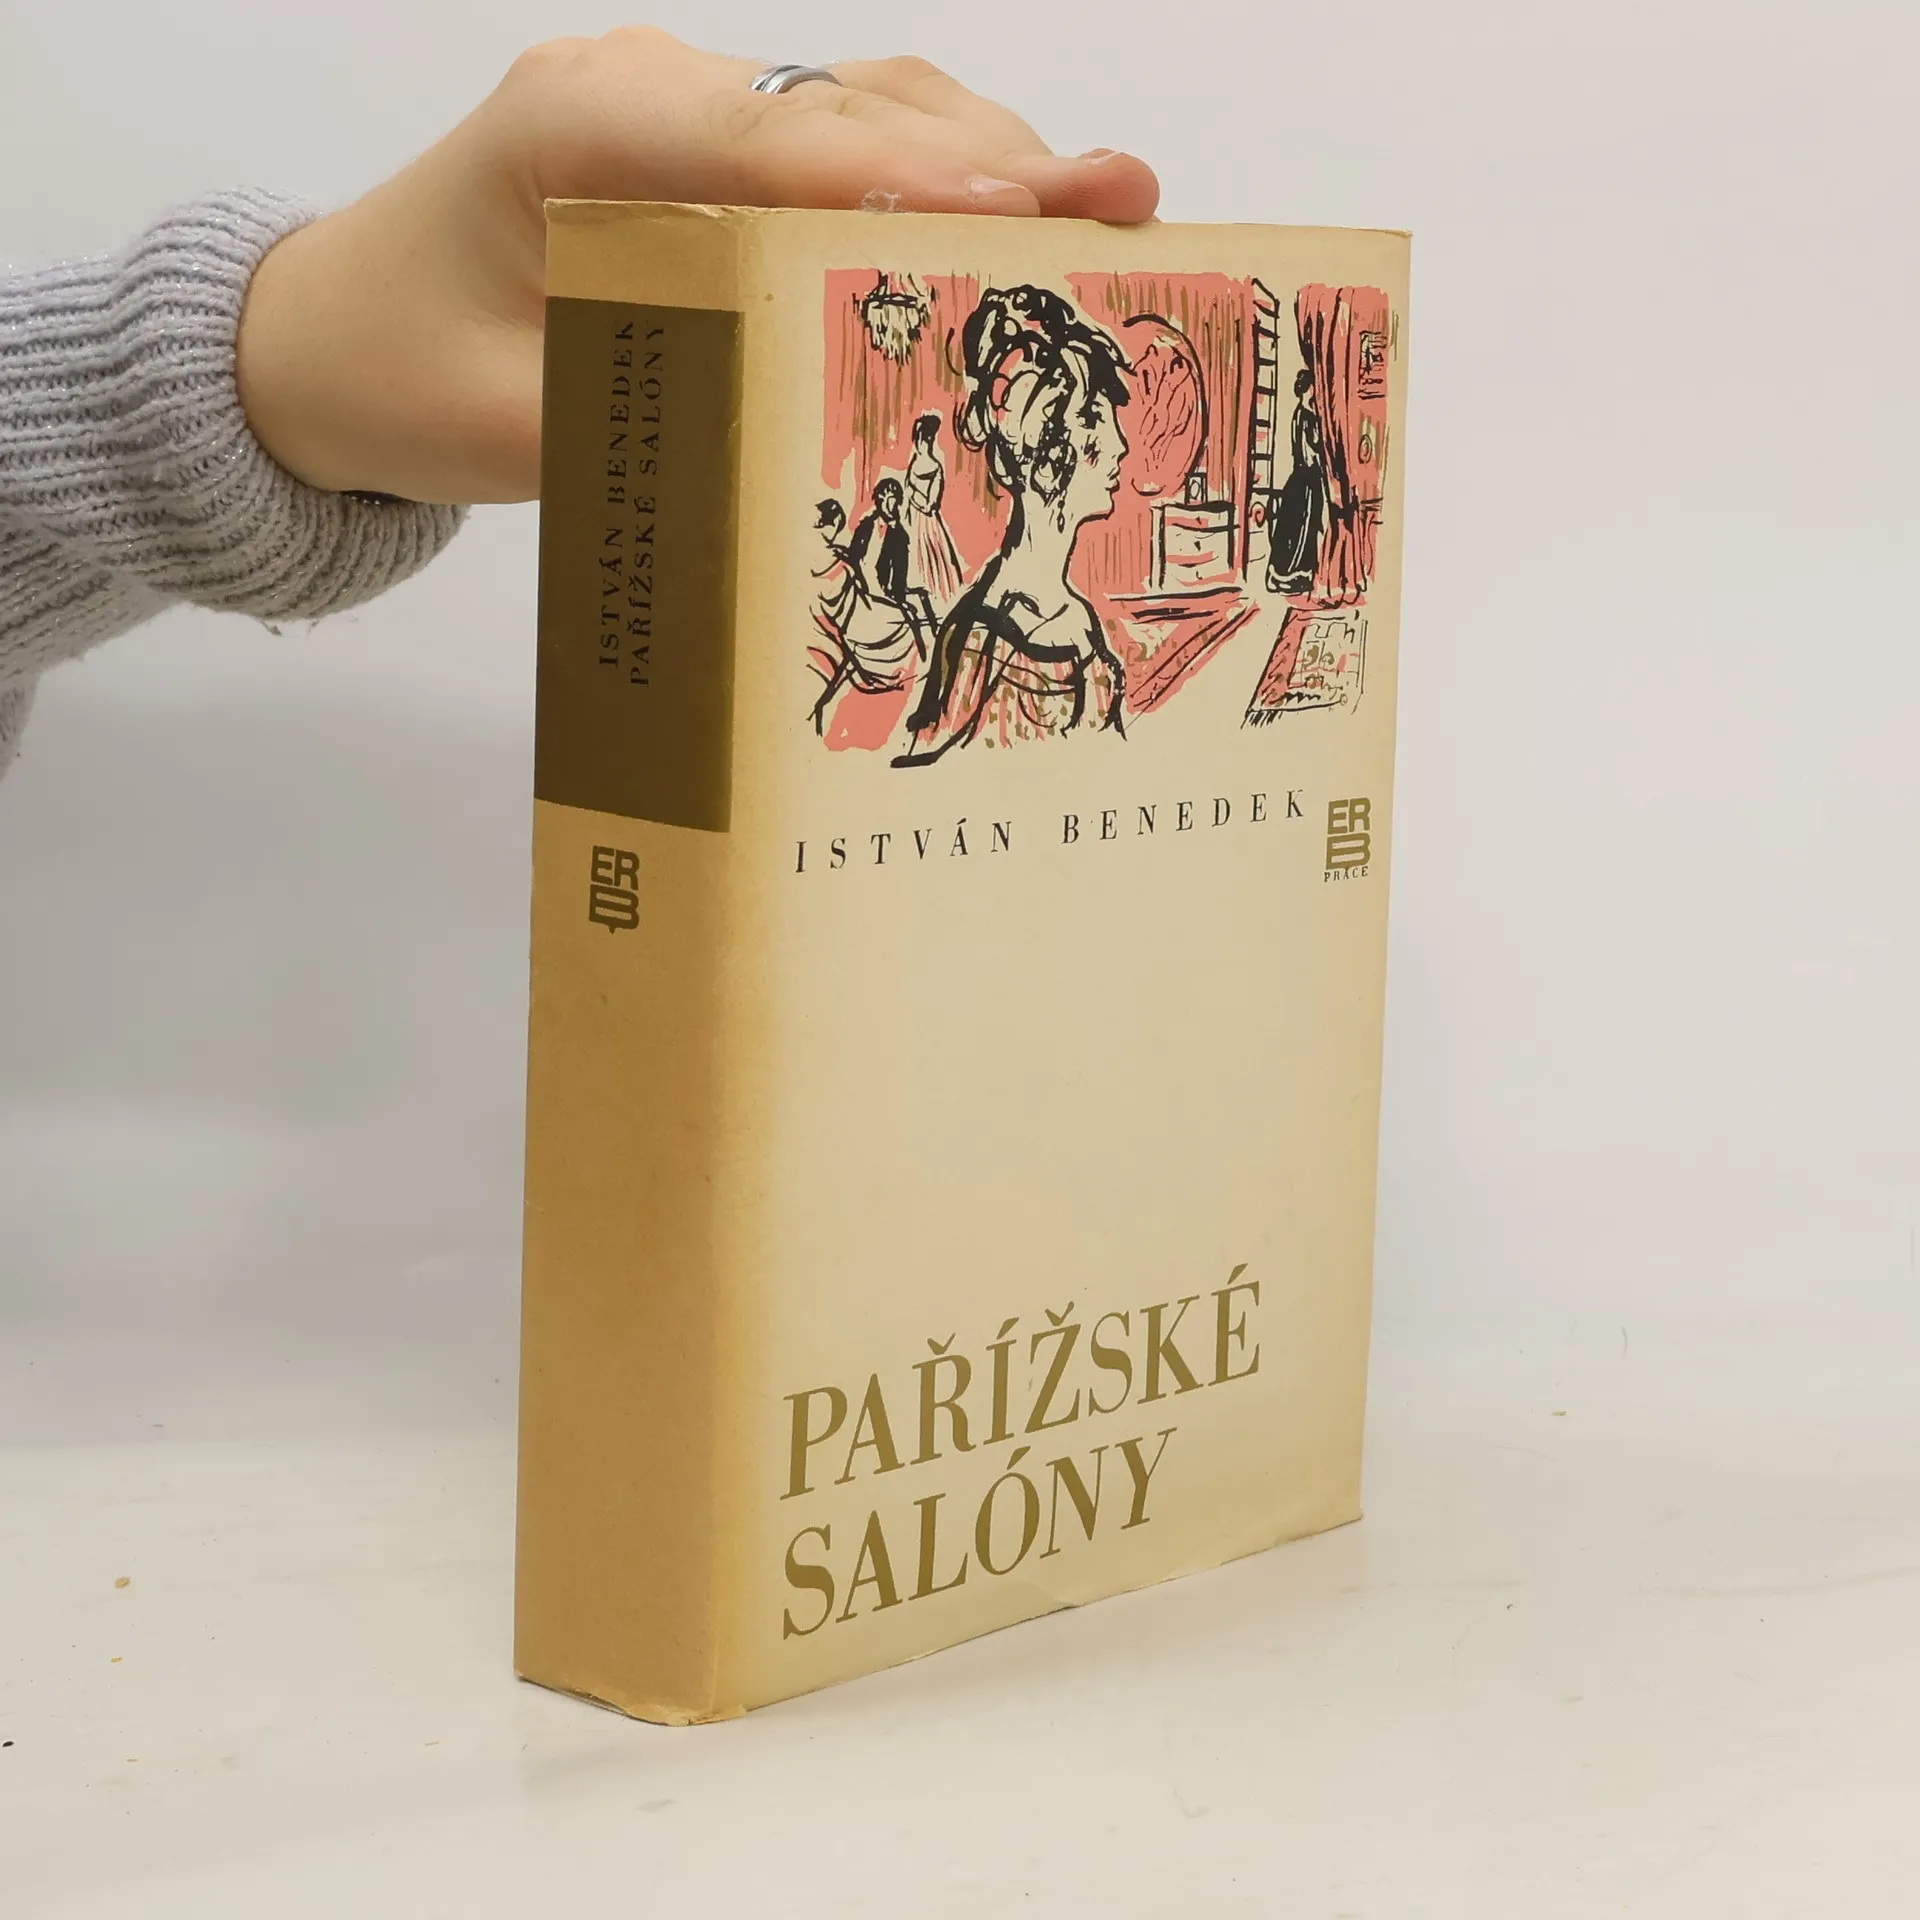 ISTVÁN BENEDEK
PAŘÍŽSKÉ SALÓNY
ERB
ISTVÁN BENEDEK
ERB
PRÁCE
PAŘÍŽSKÉ
SALÓNY